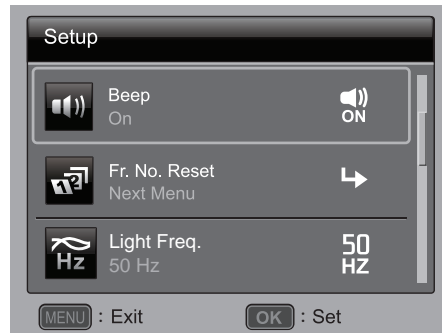 Setup
Beep
On
ON
Fr. No. Reset
Next Menu
Light Freq.
50 Hz
Hz
50
HZ
MENU : Exit
OK : Set